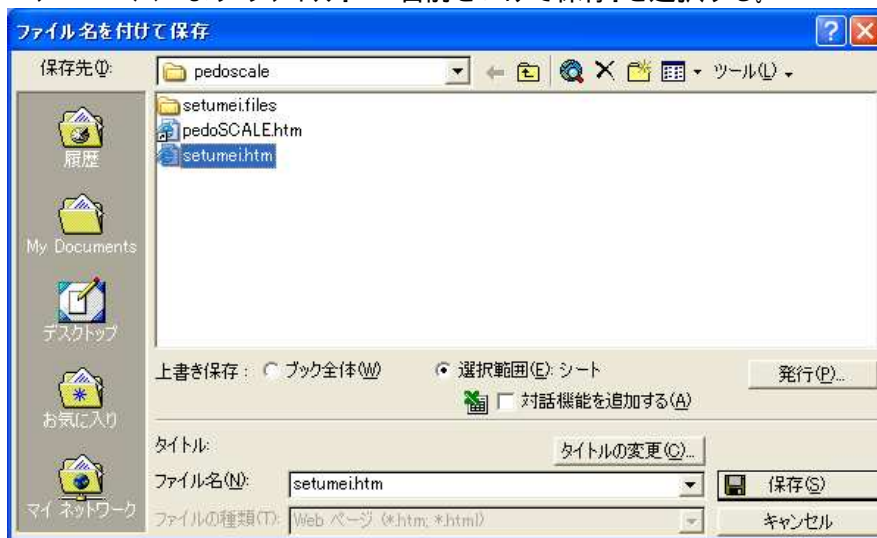 ファイル名を付けて保存
保存先(I):
pedoscale
ツール(L)
setumei.files
pedoSCALE.htm
setumei.htm
履歴
My Documents
デスクトップ
お気に入り
マイ ネットワーク
上書き保存: ブック全体(W) 選択範囲(E): シート
発行(P)...
対話機能を追加する(A)
タイトル:
タイトルの変更(C)...
ファイル名(N): setumei.htm
保存(S)
ファイルの種類(T): Web ページ (*.htm; *.html)
キャンセル